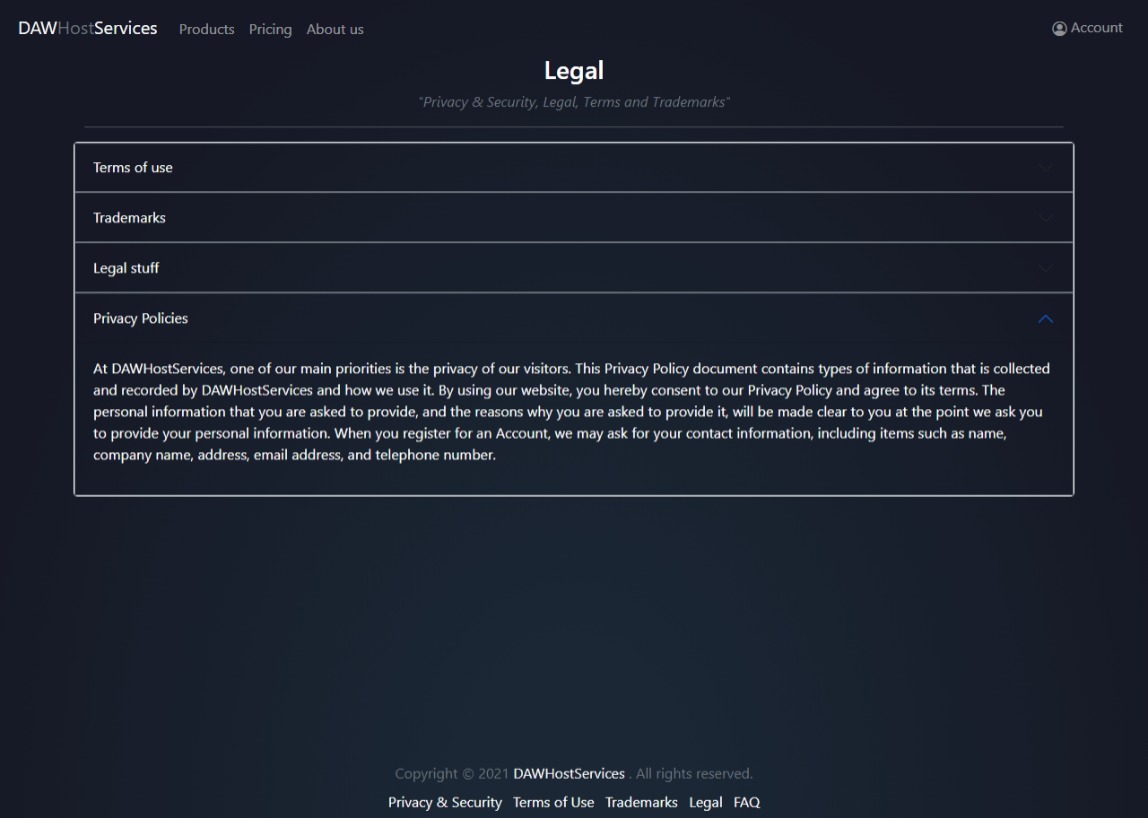 DAWHostServices Products Pricing About us Account
Legal
"Privacy & Security, Legal, Terms and Trademarks"
Terms of use
Trademarks
Legal stuff
Privacy Policies
At DAWHostServices, one of our main priorities is the privacy of our visitors. This Privacy Policy document contains types of information that is collected
and recorded by DAWHostServices and how we use it. By using our website, you hereby consent to our Privacy Policy and agree to its terms. The
personal information that you are asked to provide, and the reasons why you are asked to provide it, will be made clear to you at the point we ask you
to provide your personal information. When you register for an Account, we may ask for your contact information, including items such as name,
company name, address, email address, and telephone number.
Copyright © 2021 DAWHostServices . All rights reserved.
Privacy & Security Terms of Use Trademarks Legal FAQ